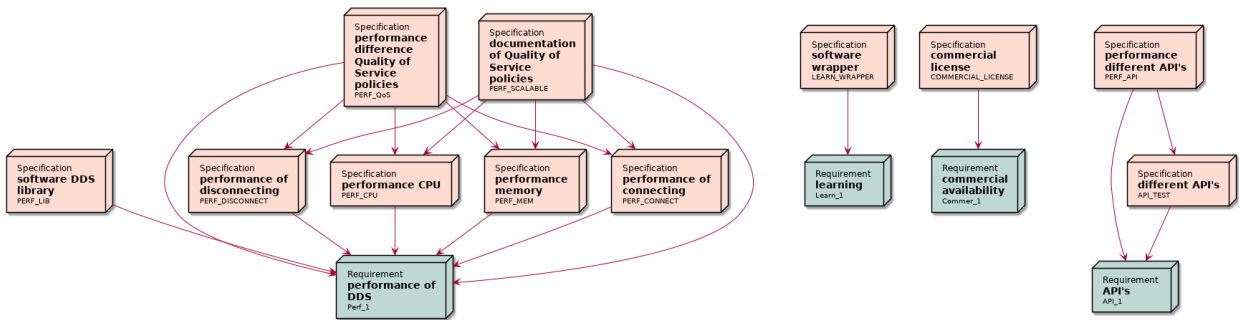 Specification
performance
difference
Quality of
Service
policies
PERF_QoS
Specification
documentation
of Quality of
Service
policies
PERF_SCALABLE
Specification
software
wrapper
LEARN_WRAPPER
Specification
commercial
license
COMMERCIAL_LICENSE
Specification
performance
different API's
PERF_API
Specification
software DDS
library
PERF_LIB
Specification
performance of
disconnecting
PERF_DISCONNECT
Specification
performance CPU
PERF_CPU
Specification
performance
memory
PERF_MEM
Specification
performance of
connecting
PERF_CONNECT
Requirement
learning
Learn_1
Requirement
commercial
availability
Commer_1
Specification
different API's
API_TEST
Requirement
performance of
DDS
Perf_1
Requirement
API's
API_1